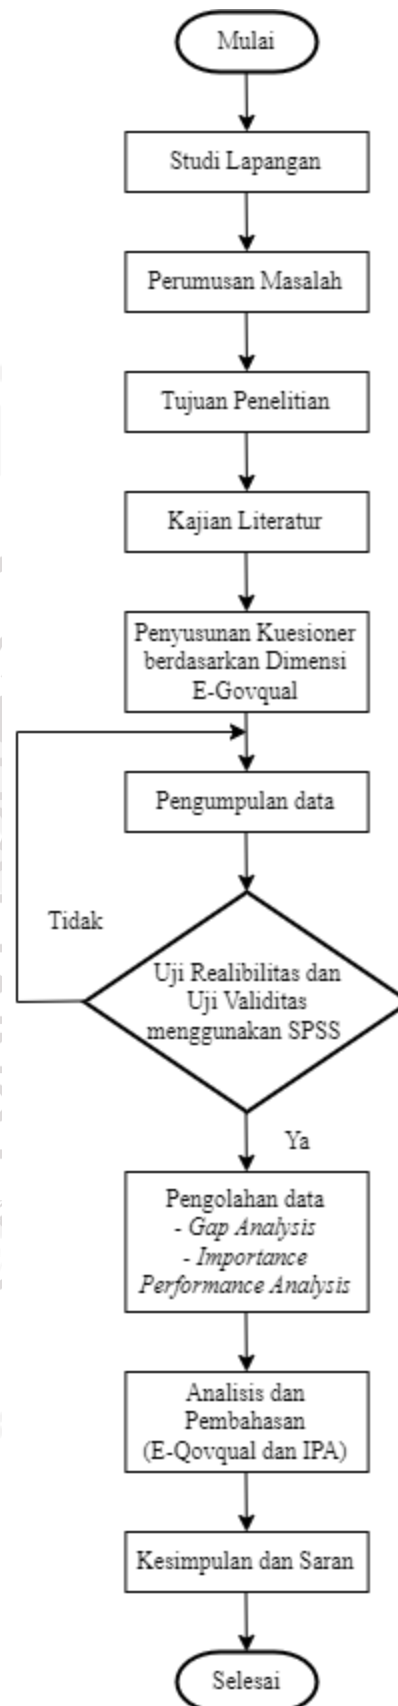 Mulai
Studi Lapangan
Perumusan Masalah
Tujuan Penelitian
Kajian Literatur
Penyusunan Kuesioner
berdasarkan Dimensi
E-Govqual
Pengumpulan data
Tidak
Uji Realibilitas dan
Uji Validitas
menggunakan SPSS
Ya
Pengolahan data
- Gap Analysis
- Importance
Performance Analysis
Analisis dan
Pembahasan
(E-Qovqual dan IPA)
Kesimpulan dan Saran
Selesai